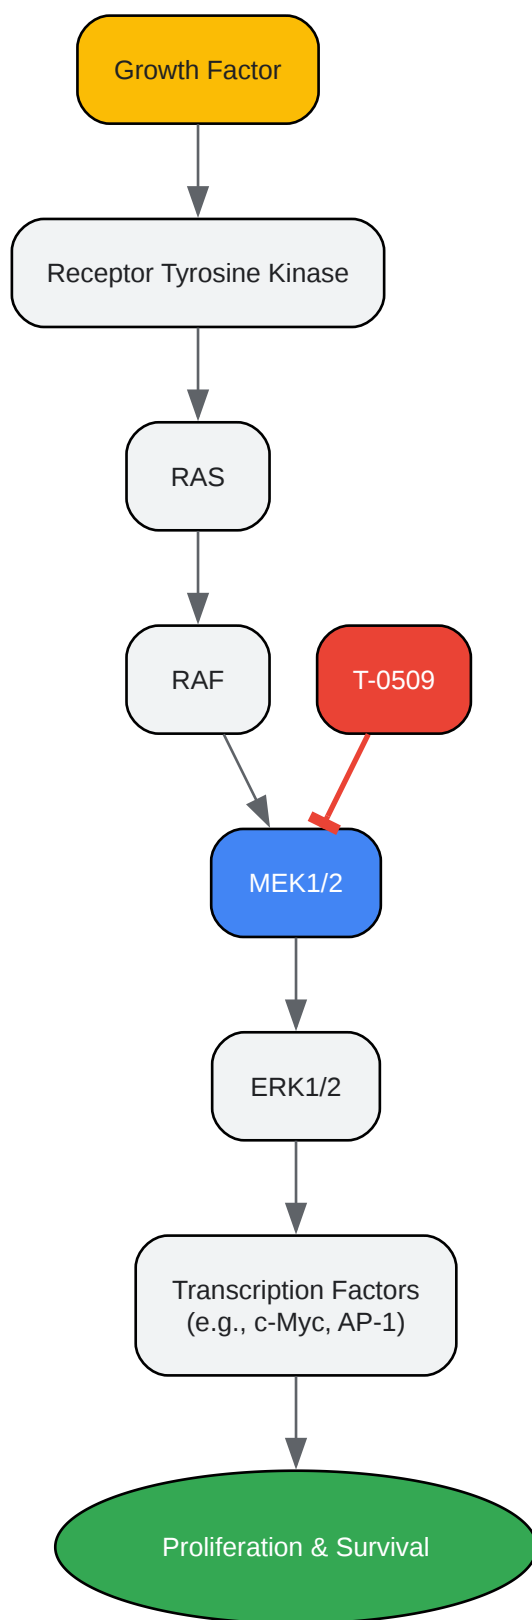 Growth Factor
Receptor Tyrosine Kinase
RAS
RAF
T-0509
MEK1/2
ERK1/2
Transcription Factors
(e.g., c-Myc, AP-1)
Proliferation & Survival